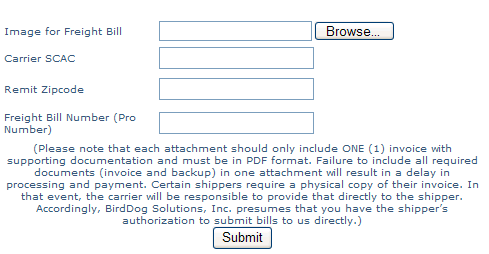 Image for Freight Bill Browse...
Carrier SCAC
Remit Zipcode
Freight Bill Number (Pro
Number)
(Please note that each attachment should only include ONE (1) invoice with
supporting documentation and must be in PDF format. Failure to include all required
documents (invoice and backup) in one attachment will result in a delay in
processing and payment. Certain shippers require a physical copy of their invoice. In
that event, the carrier will be responsible to provide that directly to the shipper.
Accordingly, BirdDog Solutions, Inc. presumes that you have the shipper's
authorization to submit bills to us directly.)
Submit